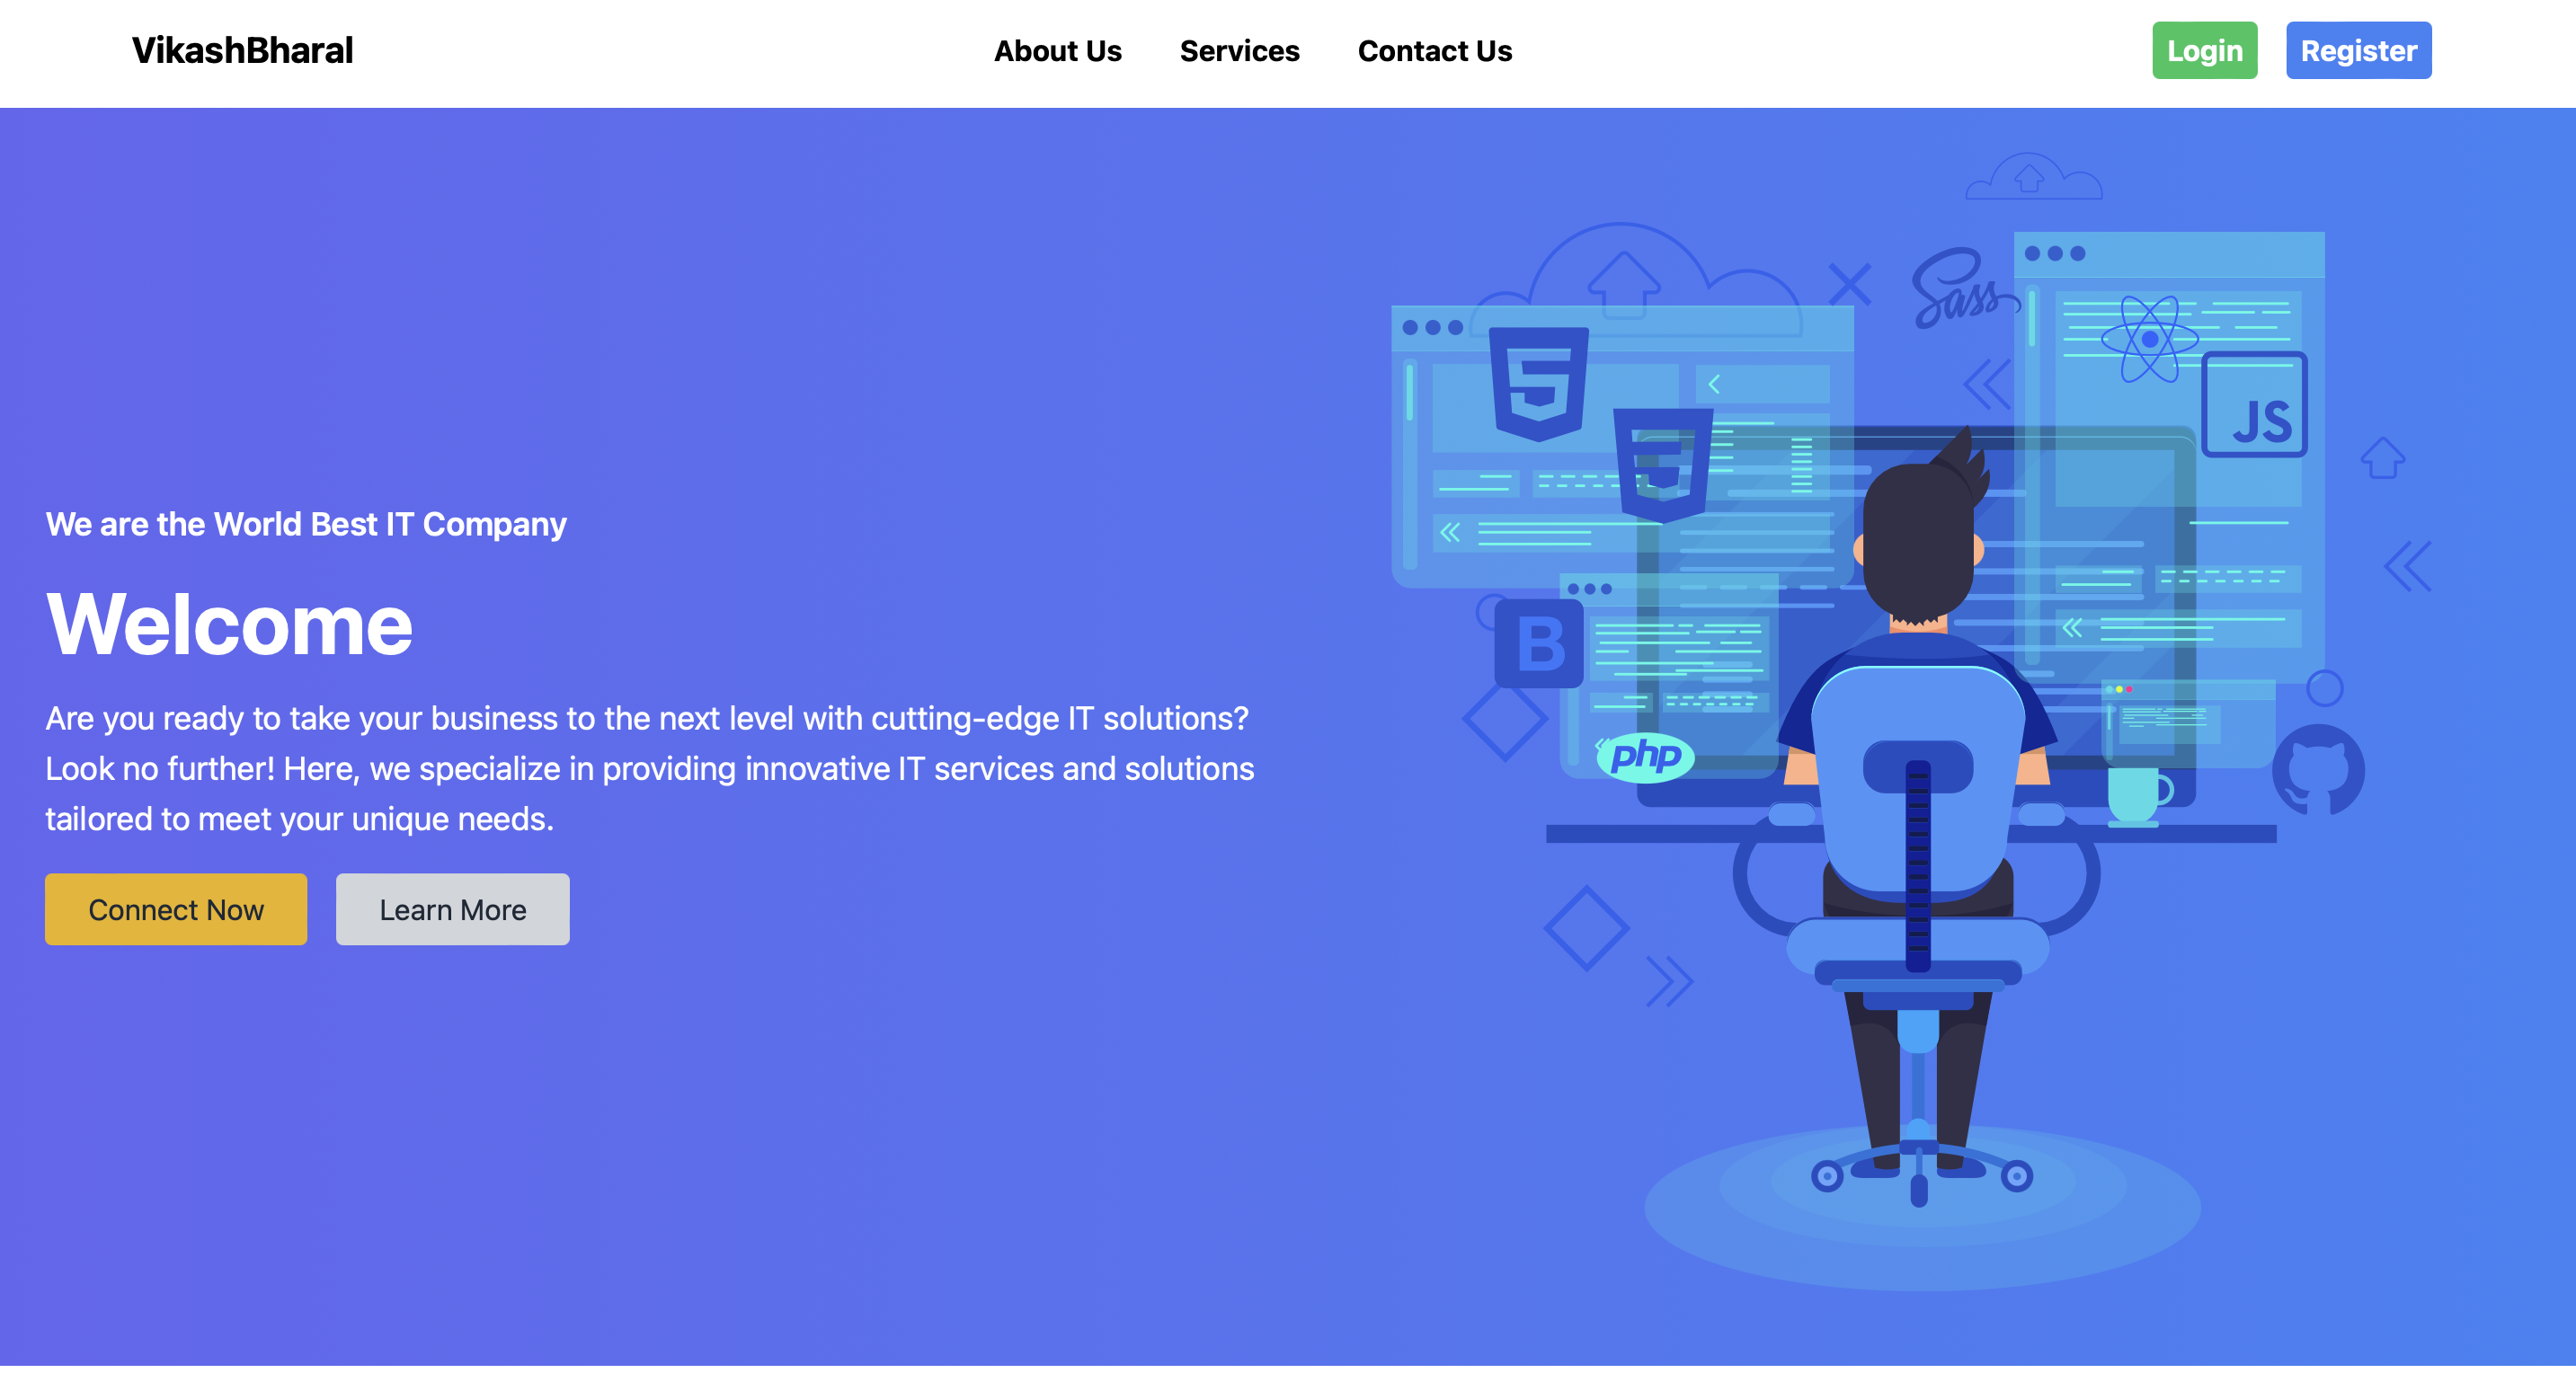 VikashBharal
About Us
Services
Contact Us
Login
Register
We are the World Best IT Company
Welcome
Are you ready to take your business to the next level with cutting-edge IT solutions?
Look no further! Here, we specialize in providing innovative IT services and solutions
tailored to meet your unique needs.
Connect Now
Learn More
Sass
JS
B
php